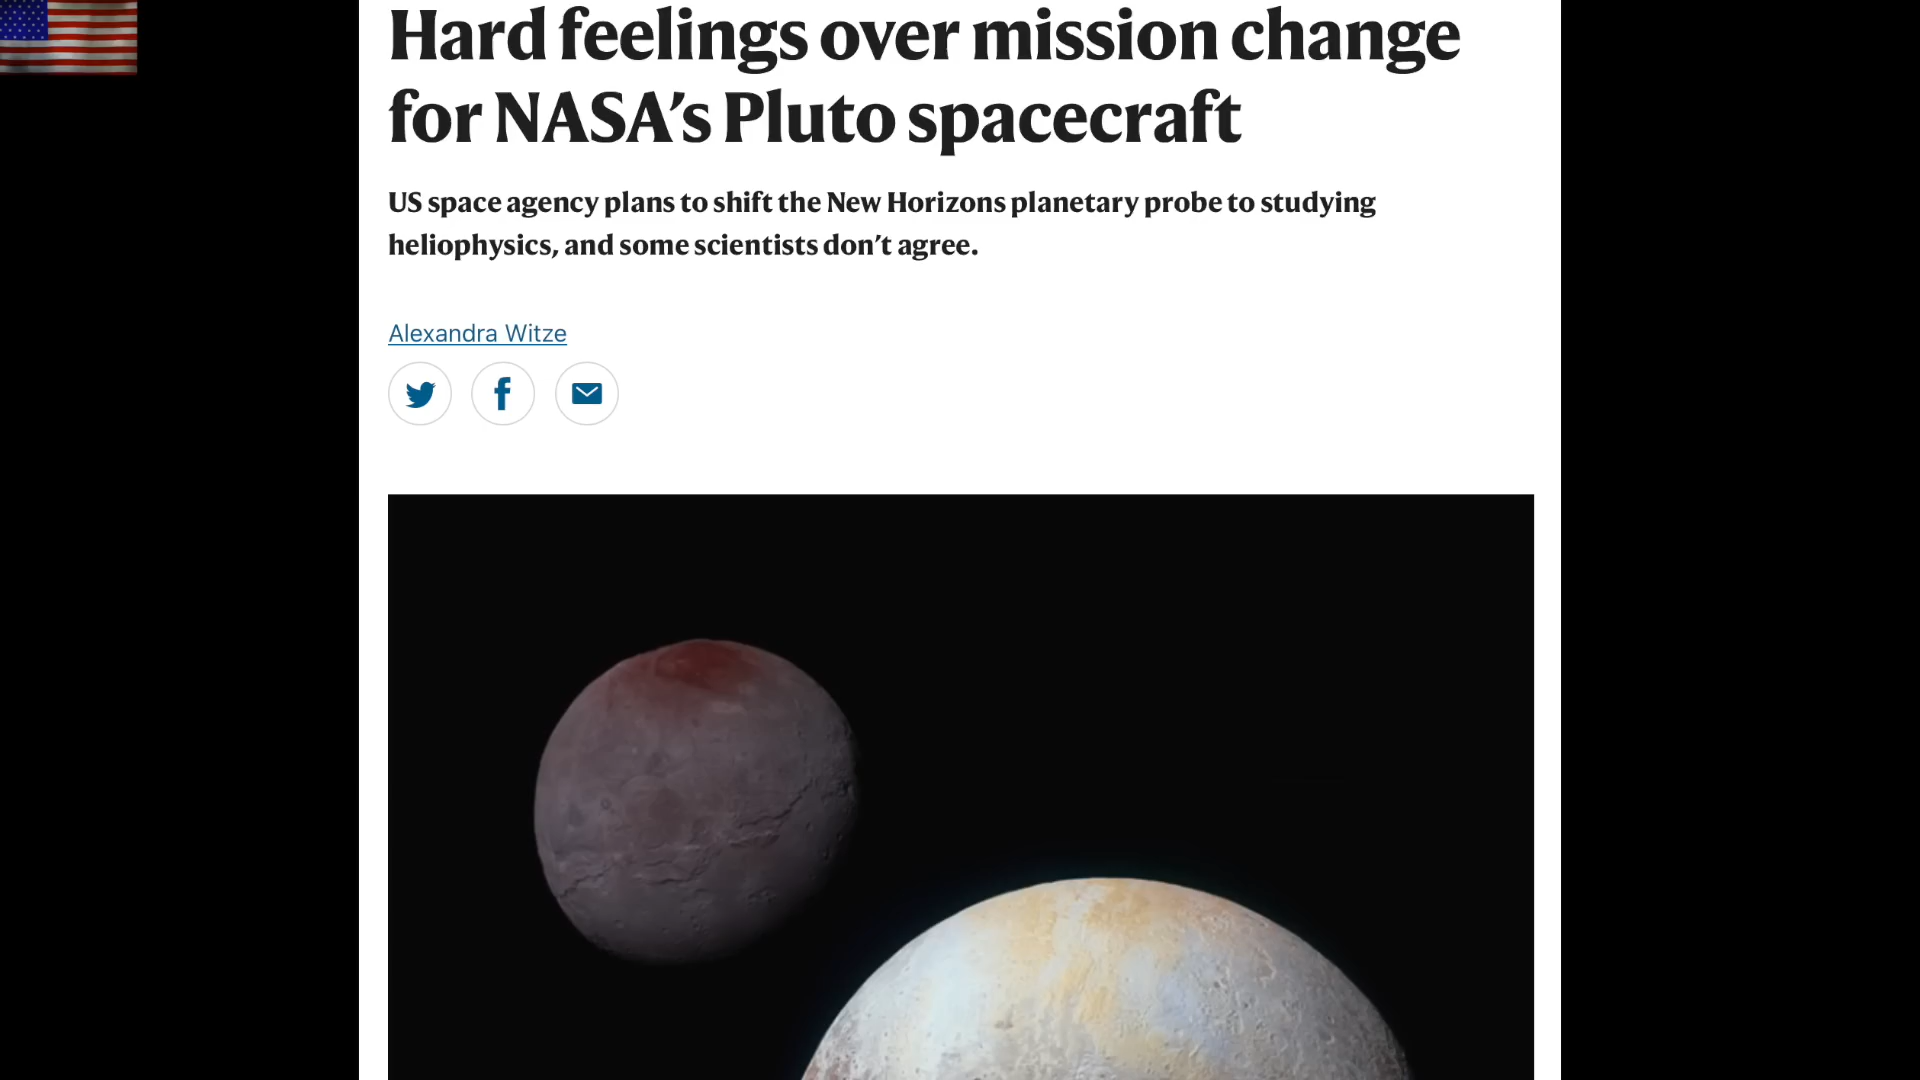 Hard feelings over mission change
for NASA’s Pluto spacecraft
US space agency plans to shift the New Horizons planetary probe to studying
heliophysics, and some scientists don’t agree.
Alexandra Witze